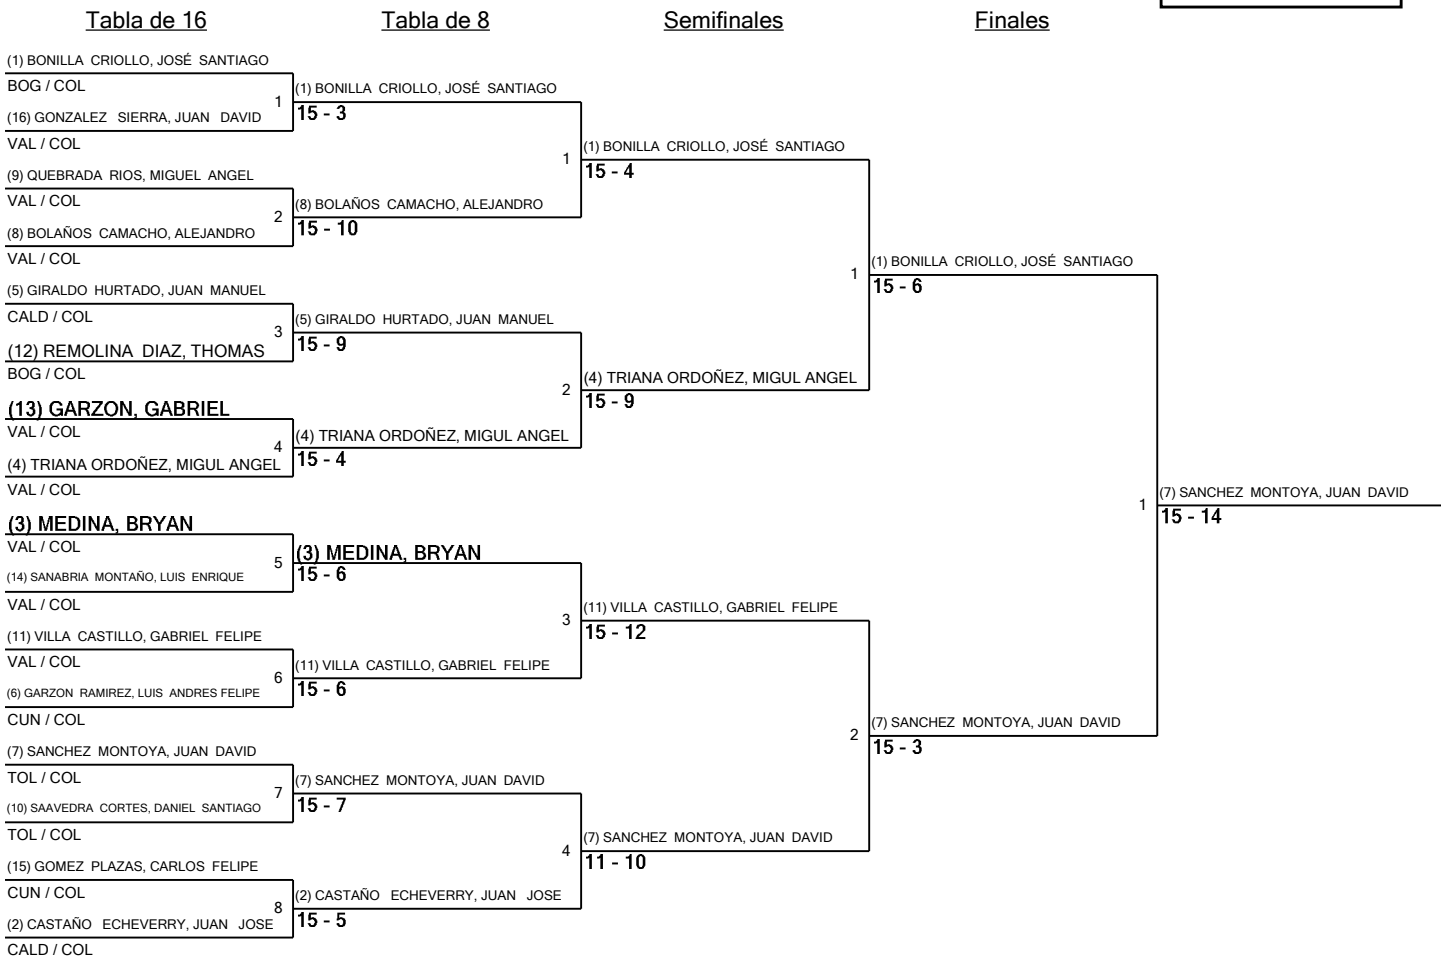 Tabla de 16
Tabla de 8
Semifinales
Finales
(1) BONILLA CRIOLLO, JOSÉ SANTIAGO
BOG / COL
1
(16) GONZALEZ SIERRA, JUAN DAVID
VAL / COL
(9) QUEBRADA RIOS, MIGUEL ANGEL
VAL / COL
2
(8) BOLAÑOS CAMACHO, ALEJANDRO
VAL / COL
(5) GIRALDO HURTADO, JUAN MANUEL
CALD / COL
3
(12) REMOLINA DIAZ, THOMAS
BOG / COL
(13) GARZON, GABRIEL
VAL / COL
4
(4) TRIANA ORDOÑEZ, MIGUL ANGEL
VAL / COL
(3) MEDINA, BRYAN
VAL / COL
5
(14) SANABRIA MONTAÑO, LUIS ENRIQUE
VAL / COL
(11) VILLA CASTILLO, GABRIEL FELIPE
VAL / COL
6
(6) GARZON RAMIREZ, LUIS ANDRES FELIPE
CUN / COL
(7) SANCHEZ MONTOYA, JUAN DAVID
TOL / COL
7
(10) SAAVEDRA CORTES, DANIEL SANTIAGO
TOL / COL
(15) GOMEZ PLAZAS, CARLOS FELIPE
CUN / COL
8
(2) CASTAÑO ECHEVERRY, JUAN JOSE
CALD / COL
(1) BONILLA CRIOLLO, JOSÉ SANTIAGO
15 - 3
1
(8) BOLAÑOS CAMACHO, ALEJANDRO
15 - 10
(5) GIRALDO HURTADO, JUAN MANUEL
15 - 9
2
(4) TRIANA ORDOÑEZ, MIGUL ANGEL
15 - 4
(3) MEDINA, BRYAN
15 - 6
3
(11) VILLA CASTILLO, GABRIEL FELIPE
15 - 6
(7) SANCHEZ MONTOYA, JUAN DAVID
15 - 7
4
(2) CASTAÑO ECHEVERRY, JUAN JOSE
15 - 5
(1) BONILLA CRIOLLO, JOSÉ SANTIAGO
15 - 4
1
(4) TRIANA ORDOÑEZ, MIGUL ANGEL
15 - 9
(11) VILLA CASTILLO, GABRIEL FELIPE
15 - 12
2
(7) SANCHEZ MONTOYA, JUAN DAVID
11 - 10
(1) BONILLA CRIOLLO, JOSÉ SANTIAGO
15 - 6
1
(7) SANCHEZ MONTOYA, JUAN DAVID
15 - 3
(7) SANCHEZ MONTOYA, JUAN DAVID
15 - 14